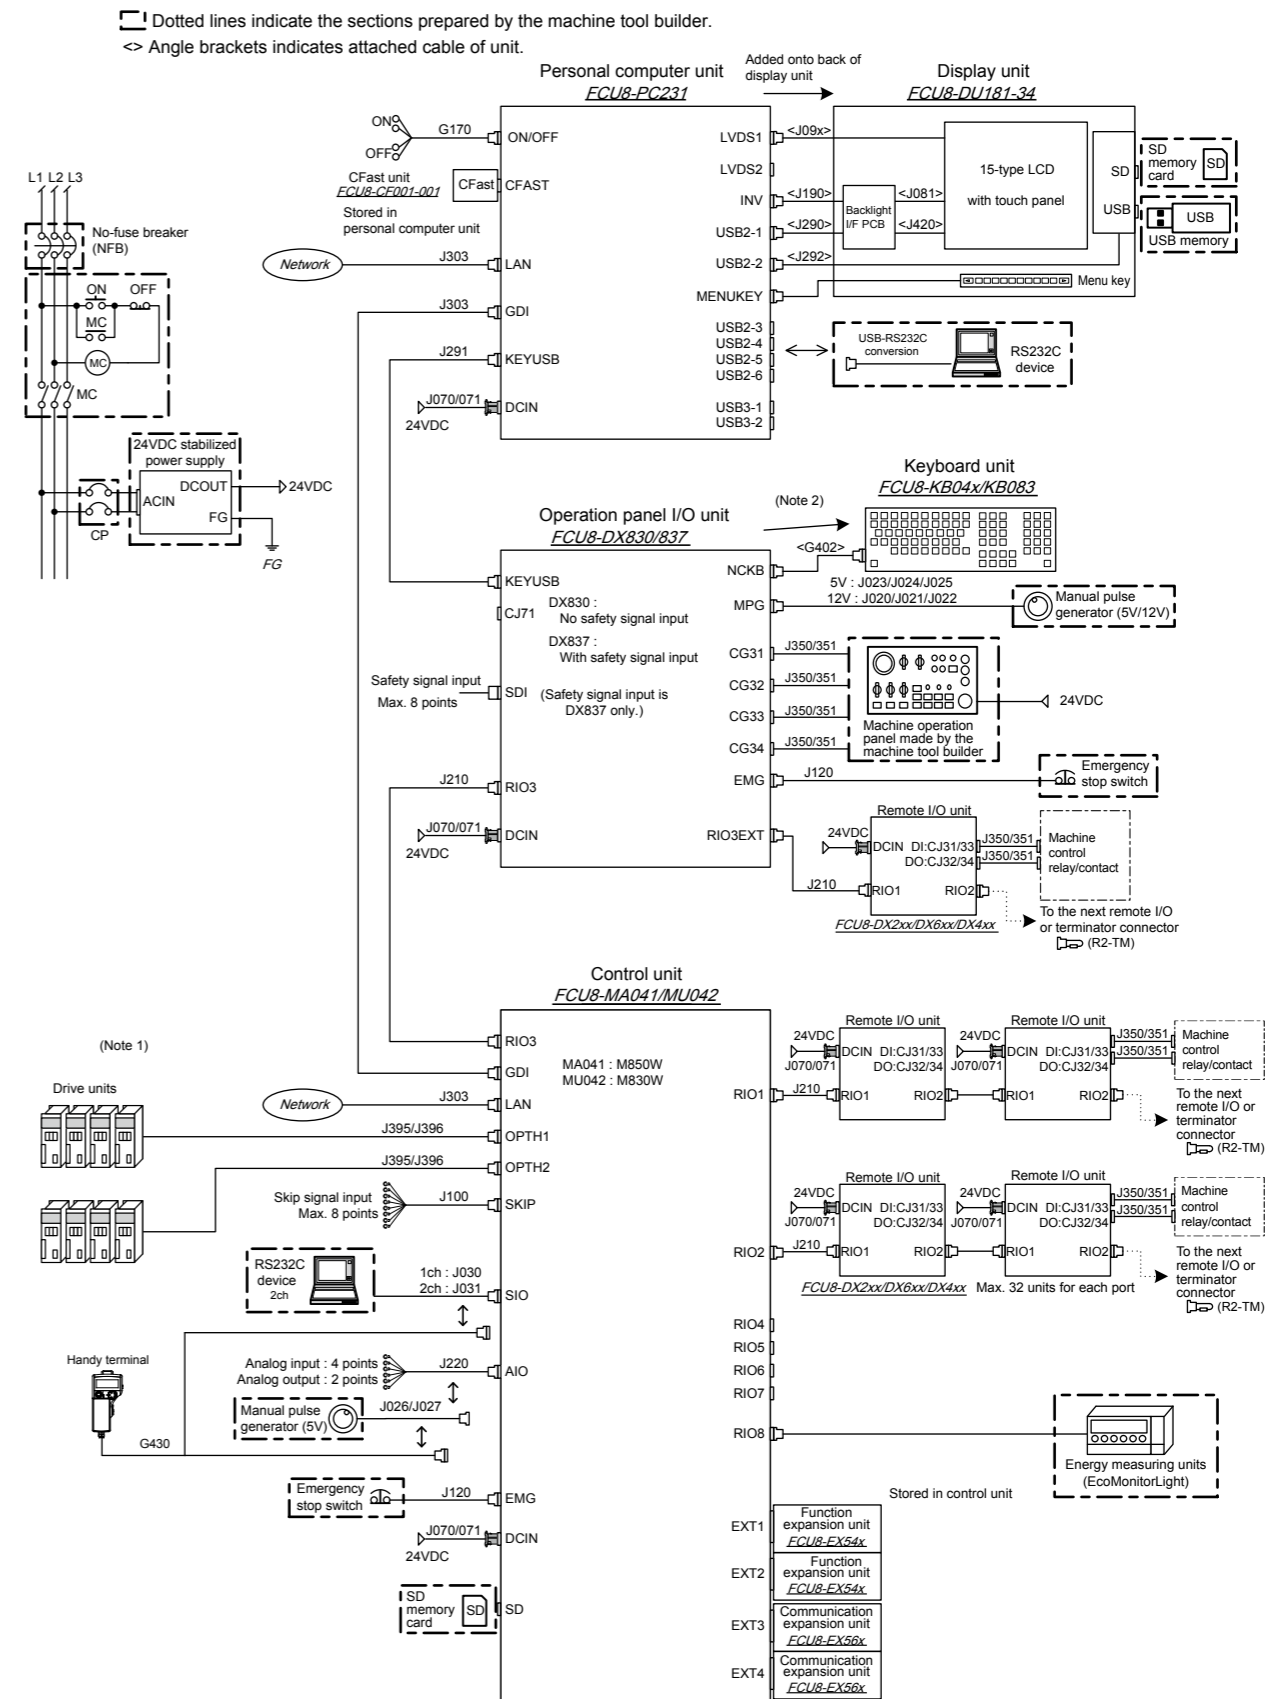 Dotted lines indicate the sections prepared by the machine tool builder.
<> Angle brackets indicates attached cable of unit.
Personal computer unit
FCU8-PC231
Added onto back of
display unit
Display unit
FCU8-DU181-34
ON
OFF
G170
ON/OFF
CFast unit
FCU8-CF001-001
CFast
CFAST
Stored in
personal computer unit
Network
J303
LAN
J303
GDI
J291
KEYUSB
J070/071
DCIN
24VDC
LVDS1
<J09x>
LVDS2
INV
<J190>
USB2-1
<J290>
USB2-2
<J292>
MENUKEY
USB2-3
USB2-4
USB2-5
USB2-6
USB3-1
USB3-2
Backlight
I/F PCB
<J081>
<J420>
15-type LCD
with touch panel
SD
USB
Menu key
SD
memory
card
SD
USB
USB memory
USB-RS232C
conversion
RS232C
device
L1 L2 L3
No-fuse breaker
(NFB)
ON
OFF
MC
MC
MC
24VDC stabilized
power supply
DCOUT
24VDC
ACIN
FG
CP
FG
Operation panel I/O unit
FCU8-DX830/837
(Note 2)
Keyboard unit
FCU8-KB04x/KB083
KEYUSB
CJ71
DX830 :
No safety signal input
DX837 :
With safety signal input
Safety signal input
Max. 8 points
SDI
(Safety signal input is
DX837 only.)
J210
RIO3
J070/071
DCIN
24VDC
NCKB
<G402>
5V : J023/J024/J025
MPG
12V : J020/J021/J022
Manual pulse
generator (5V/12V)
CG31
J350/351
CG32
J350/351
CG33
J350/351
CG34
J350/351
24VDC
Machine operation
panel made by the
machine tool builder
EMG
J120
Emergency
stop switch
RIO3EXT
J210
Remote I/O unit
24VDC
DCIN
DI:CJ31/33
DO:CJ32/34
J350/351
J350/351
RIO1
RIO2
FCU8-DX2xx/DX6xx/DX4xx
Machine
control
relay/contact
To the next remote I/O
or terminator connector
(R2-TM)
Control unit
FCU8-MA041/MU042
RIO3
GDI
MA041 : M850W
MU042 : M830W
(Note 1)
Drive units
Network
J303
LAN
J395/J396
OPTH1
J395/J396
OPTH2
Skip signal input
Max. 8 points
J100
SKIP
RS232C
device
2ch
1ch : J030
2ch : J031
SIO
Handy terminal
Analog input : 4 points
Analog output : 2 points
J220
AIO
Manual pulse
generator (5V)
J026/J027
G430
Emergency
stop switch
J120
EMG
J070/071
DCIN
24VDC
SD
memory
card
SD
SD
RIO1
J210
Remote I/O unit
24VDC
J070/071
DCIN
DI:CJ31/33
DO:CJ32/34
RIO1
RIO2
Remote I/O unit
24VDC
J070/071
DCIN
DI:CJ31/33
DO:CJ32/34
RIO1
RIO2
J350/351
J350/351
Machine
control
relay/contact
To the next
remote I/O or
terminator
connector
(R2-TM)
RIO2
J210
Remote I/O unit
24VDC
J070/071
DCIN
DI:CJ31/33
DO:CJ32/34
RIO1
RIO2
Remote I/O unit
24VDC
J070/071
DCIN
DI:CJ31/33
DO:CJ32/34
RIO1
RIO2
J350/351
J350/351
Machine
control
relay/contact
To the next
remote I/O or
terminator
connector
(R2-TM)
FCU8-DX2xx/DX6xx/DX4xx
Max. 32 units for each port
RIO4
RIO5
RIO6
RIO7
RIO8
Energy measuring units
(EcoMonitorLight)
Stored in control unit
EXT1
Function
expansion unit
FCU8-EX54x
EXT2
Function
expansion unit
FCU8-EX54x
EXT3
Communication
expansion unit
FCU8-EX56x
EXT4
Communication
expansion unit
FCU8-EX56x